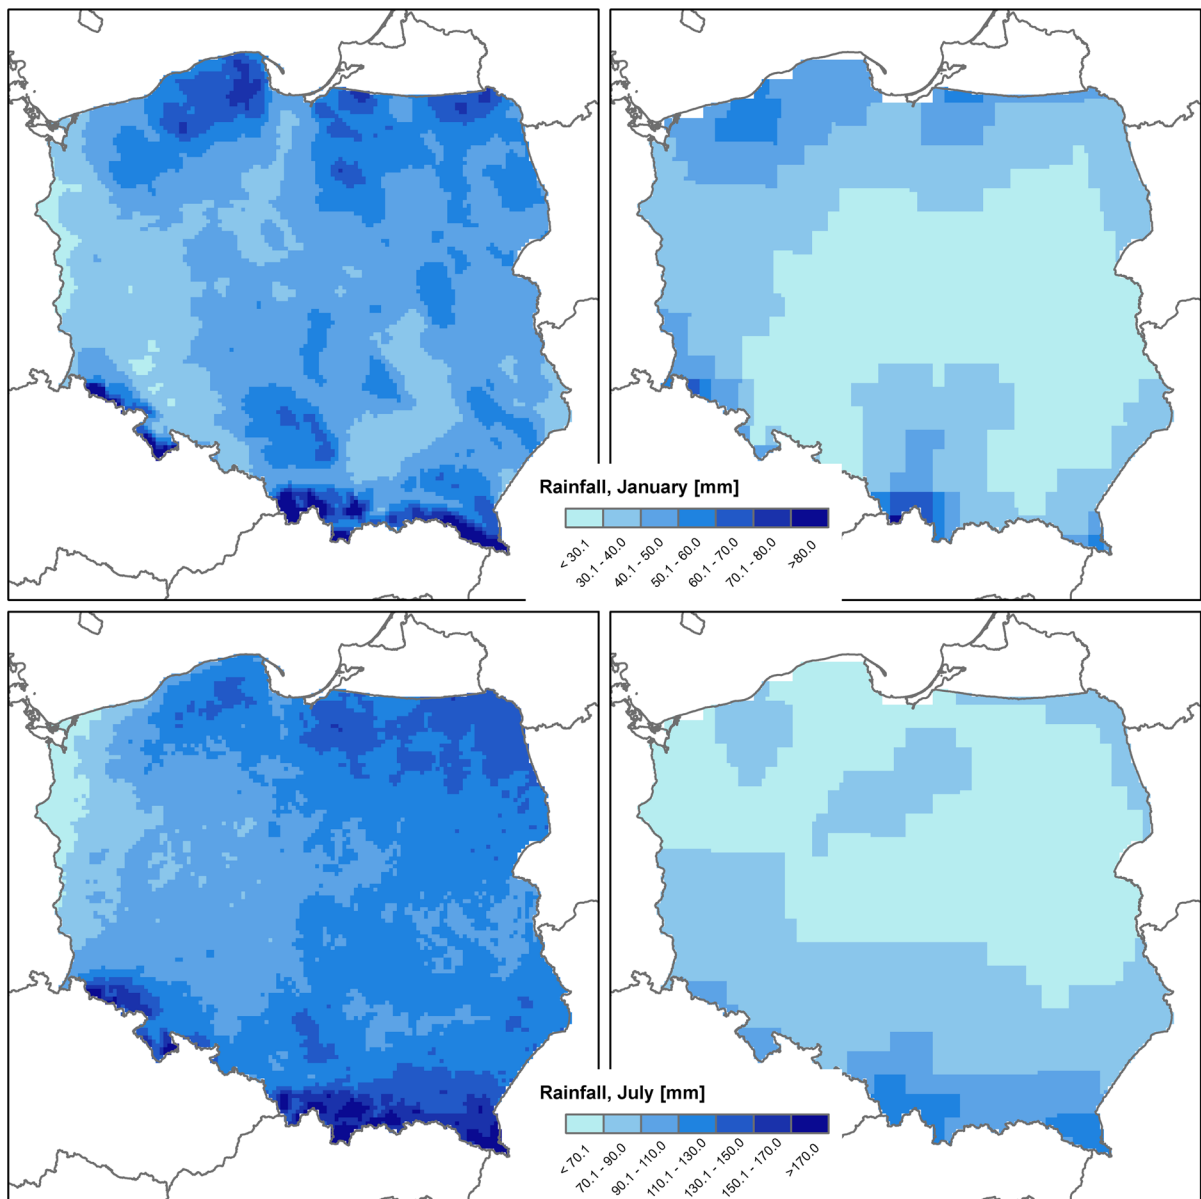 Rainfall, January [mm]
< 30.1
30.1 - 40.0
40.1 - 50.0
50.1 - 60.0
60.1 - 70.0
70.1 - 80.0
>80.0
Rainfall, July [mm]
< 70.1
70.1 - 90.0
90.1 - 110.0
110.1 - 130.0
130.1 - 150.0
150.1 - 170.0
>170.0